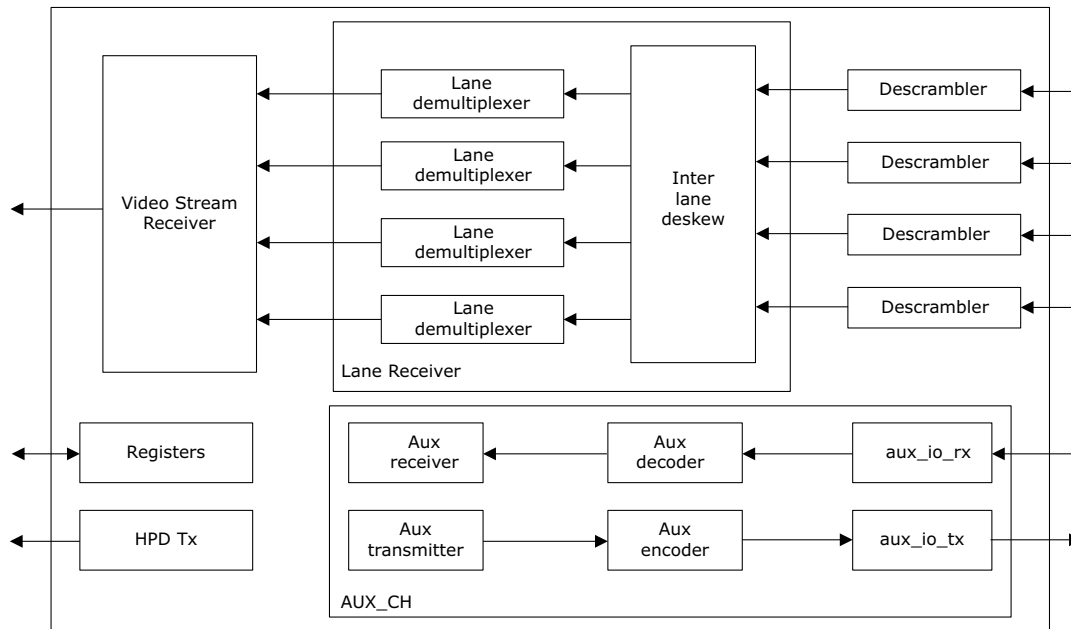 Video Stream
Receiver
Lane
demultiplexer
Lane
demultiplexer
Lane
demultiplexer
Lane
demultiplexer
Inter
lane
deskew
Lane Receiver
Descrambler
Descrambler
Descrambler
Descrambler
Registers
HPD Tx
Aux
receiver
Aux
decoder
aux_io_rx
Aux
transmitter
Aux
encoder
aux_io_tx
AUX_CH